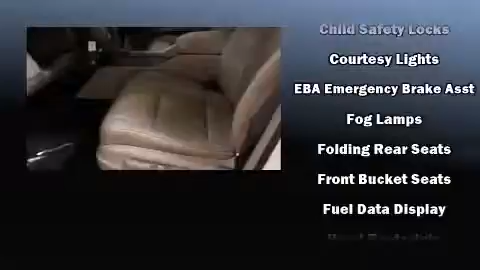 Child Safety Locks
Courtesy Lights
EBA Emergency Brake Asst
Fog Lamps
Folding Rear Seats
Front Bucket Seats
Fuel Data Display